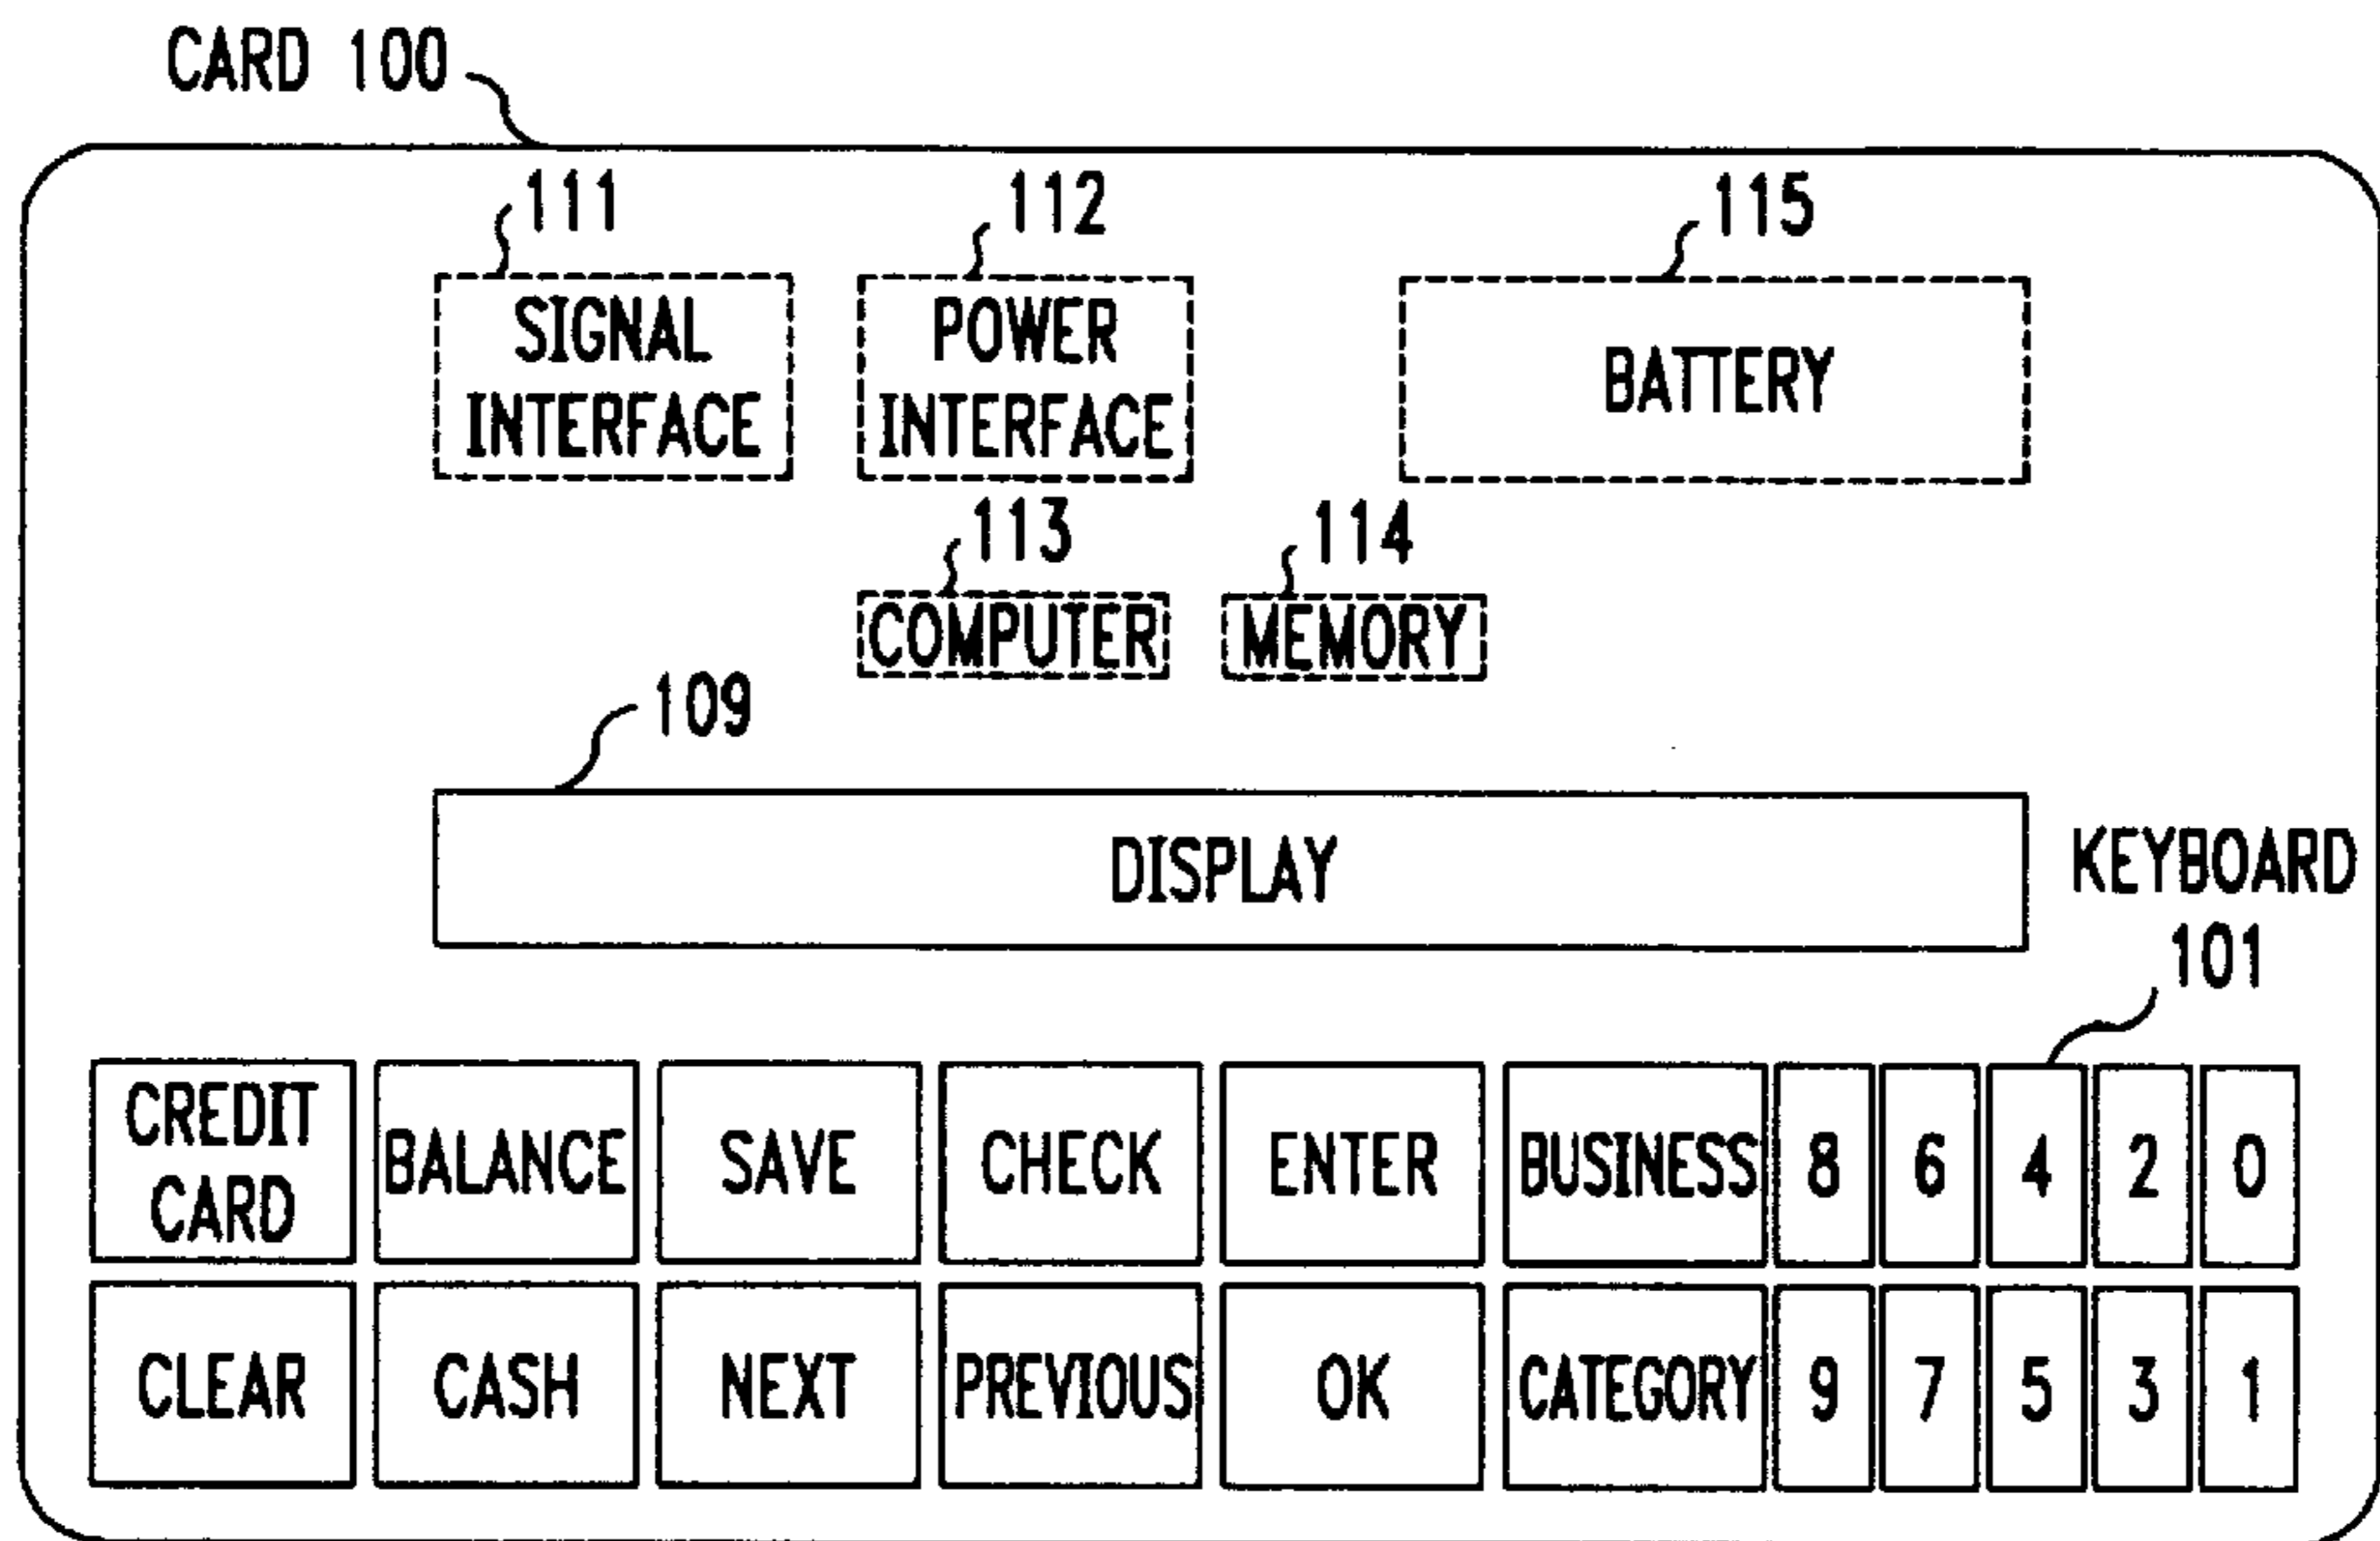 CARD 100
111 112 115
SIGNAL INTERFACE
POWER INTERFACE
BATTERY
113 114
COMPUTER MEMORY
109
DISPLAY
KEYBOARD
101
CREDIT CARD
BALANCE SAVE CHECK ENTER BUSINESS 8 6 4 2 0
CLEAR CASH NEXT PREVIOUS OK CATEGORY 9 7 5 3 1